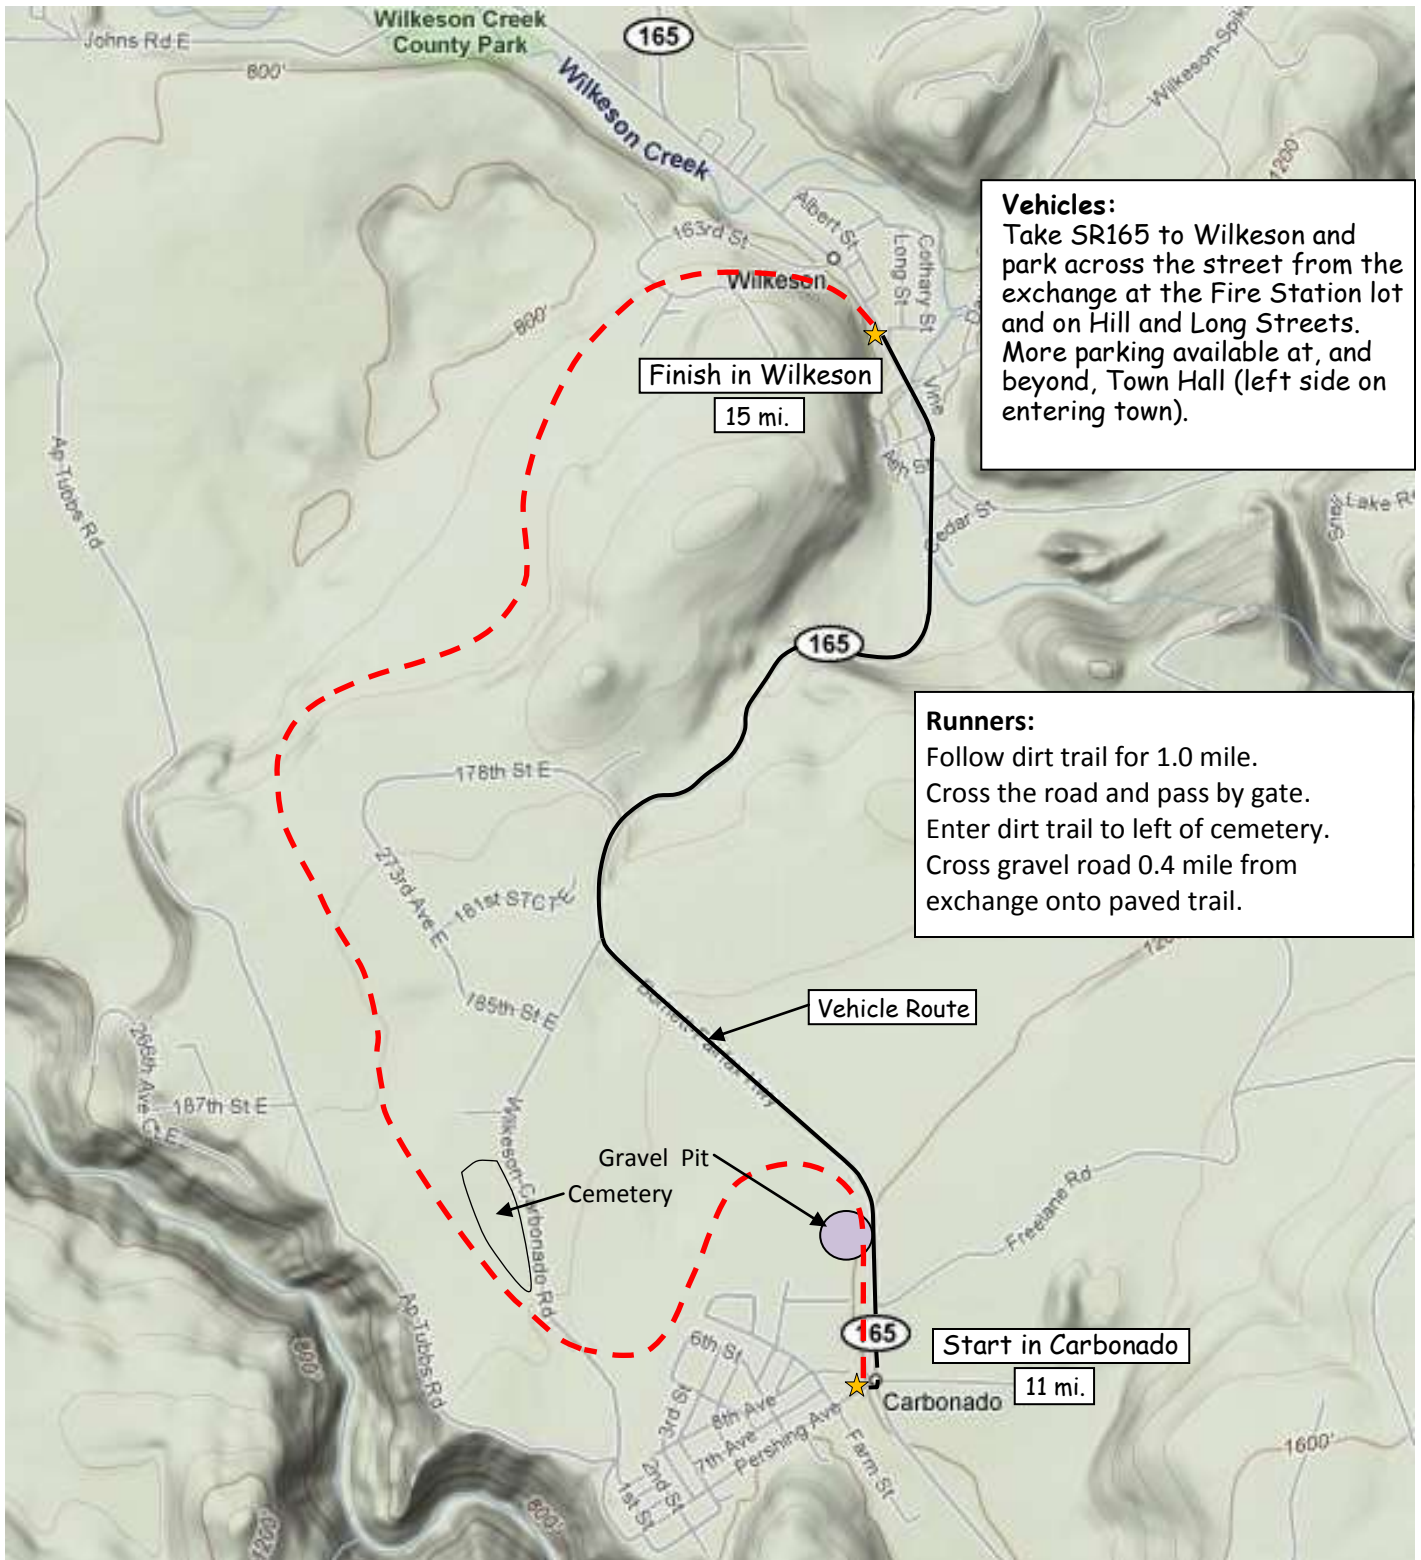 Wilkeson Creek
County Park
165
Johns Rd E
800'
Wilkeson Creek
Wilkeson-Spik
1200'
Vehicles:
Take SR165 to Wilkeson and
park across the street from the
exchange at the Fire Station lot
and on Hill and Long Streets.
More parking available at, and
beyond, Town Hall (left side on
entering town).
Albert St
163rd St
Long St
Cothary St
Wilkeson
800'
Finish in Wilkeson
15 mi.
Vine
Ash St
Cedar St
Lake R
Ap Tubbs Rd
165
Runners:
Follow dirt trail for 1.0 mile.
Cross the road and pass by gate.
Enter dirt trail to left of cemetery.
Cross gravel road 0.4 mile from
exchange onto paved trail.
178th St E
273rd Ave E
181st STCT E
185th St E
Vehicle Route
266th Ave Ct E
187th St E
Wilkeson-Carbonado Rd
Gravel Pit
Cemetery
Freelane Rd
Ap Tubbs Rd
800'
6th St
165
Start in Carbonado
11 mi.
Carbonado
3rd St
8th Ave
7th Ave
Pershing Ave
Farm St
2nd St
1st St
1600'
800'
1200'